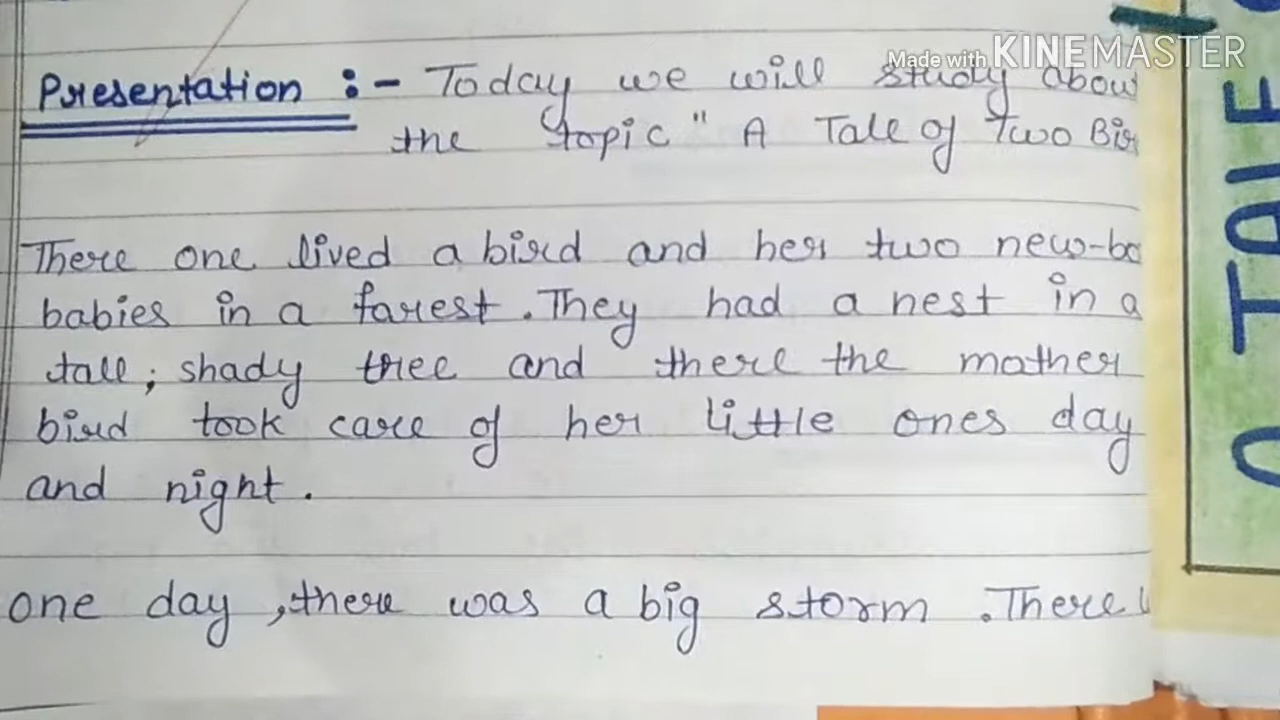 Made with KINEMASTER
Presentation :- Today we will study abou
the topic " A Tale of Two Bir
There one lived a bird and her two new-bo
babies in a farest. They had a nest in a
tall; shady tree and there the mather
bird took care of her little ones day
and night.
one day, there was a big storm. There
A TALE